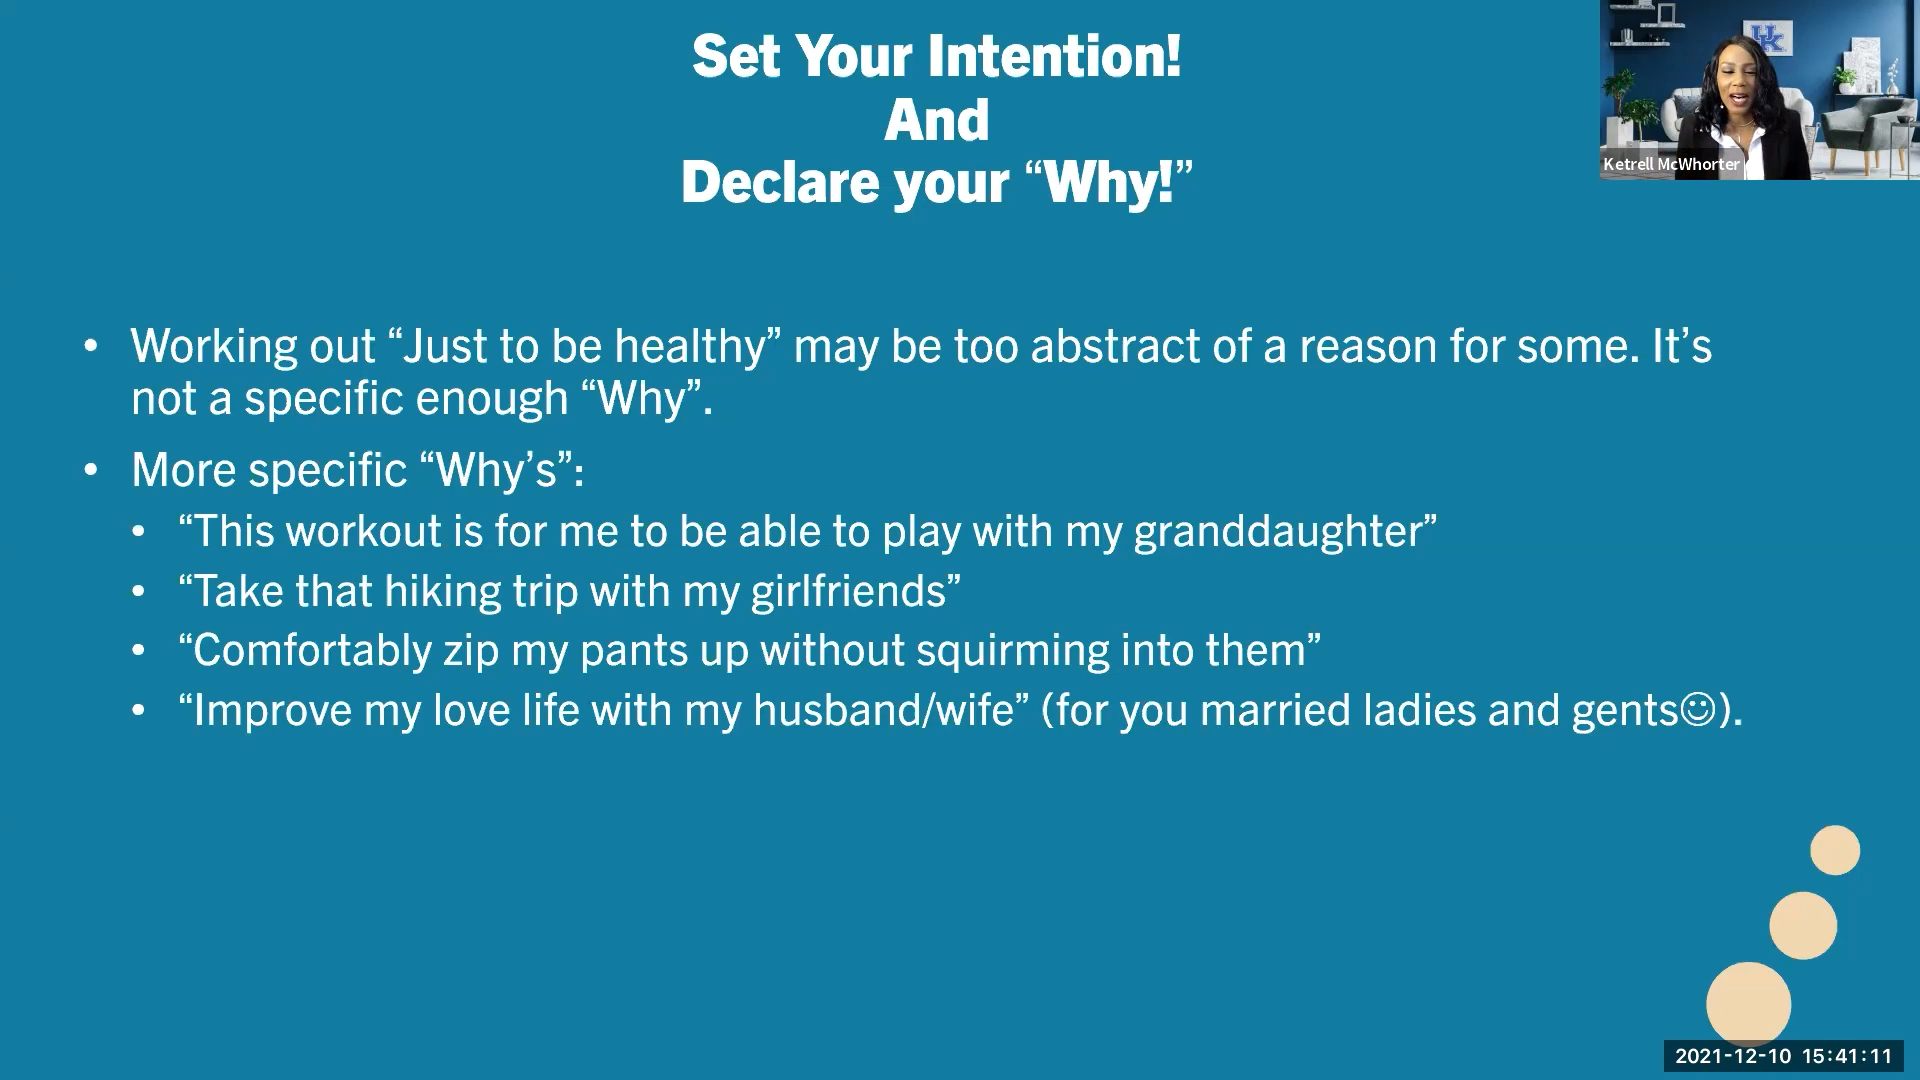 Set Your Intention!
And
Declare your “Why!”
UK
Ketrell McWhorter
• Working out “Just to be healthy” may be too abstract of a reason for some. It’s
not a specific enough “Why”.
• More specific “Why’s”:
• “This workout is for me to be able to play with my granddaughter”
• “Take that hiking trip with my girlfriends”
• “Comfortably zip my pants up without squirming into them”
• “Improve my love life with my husband/wife” (for you married ladies and gents☺).
2021-12-10 15:41:11